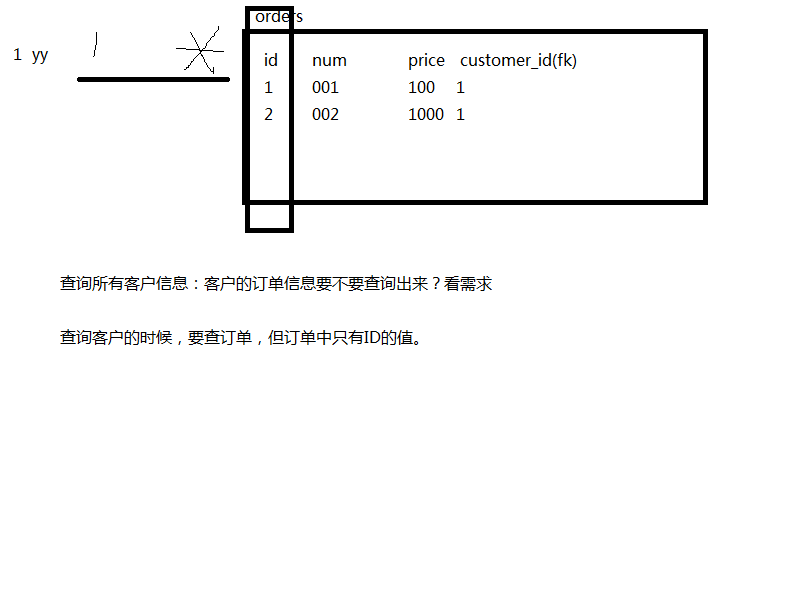 orders
1 yy
1 *
id num price customer_id(fk)
1 001 100 1
2 002 1000 1
查询所有客户信息：客户的订单信息要不要查询出来？看需求
查询客户的时候，要查订单，但订单中只有ID的值。